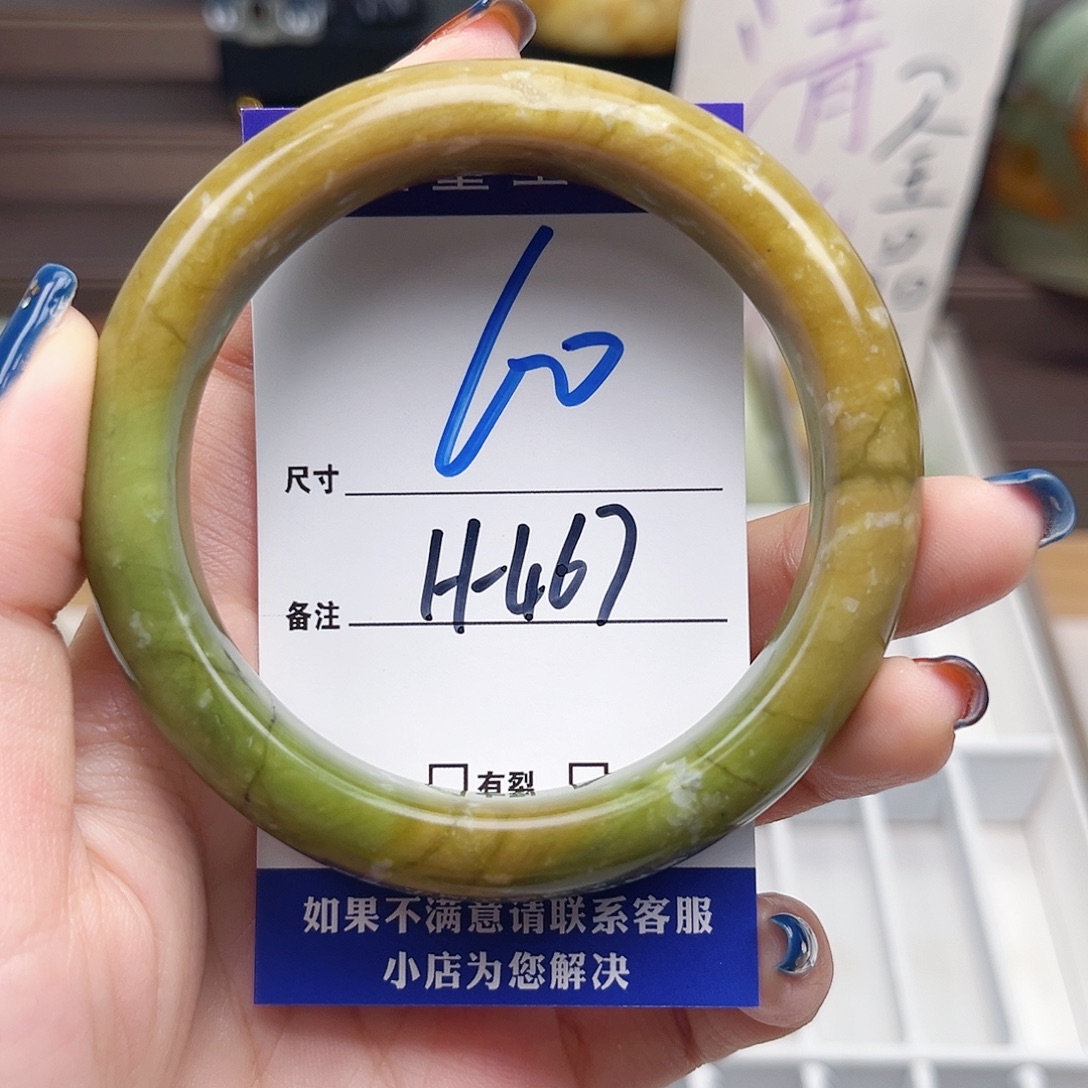 60
尺寸
H-467
备注
有裂
如果不满意请联系客服
小店为您解决
清